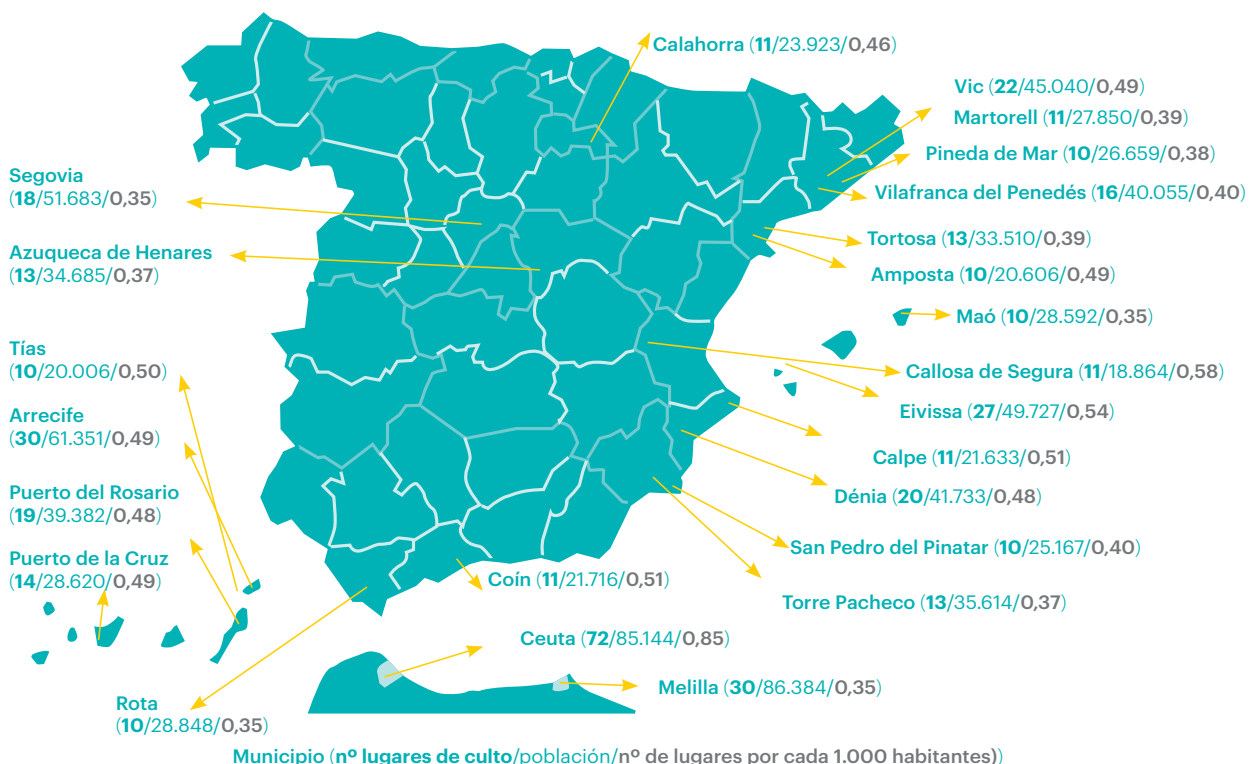 Calahorra (11/23.923/0,46)
Vic (22/45.040/0,49)
Martorell (11/27.850/0,39)
Pineda de Mar (10/26.659/0,38)
Vilafranca del Penedés (16/40.055/0,40)
Segovia
(18/51.683/0,35)
Azuqueca de Henares
(13/34.685/0,37)
Tortosa (13/33.510/0,39)
Amposta (10/20.606/0,49)
Maó (10/28.592/0,35)
Tías
(10/20.006/0,50)
Callosa de Segura (11/18.864/0,58)
Arrecife
(30/61.351/0,49)
Eivissa (27/49.727/0,54)
Calpe (11/21.633/0,51)
Puerto del Rosario
(19/39.382/0,48)
Dénia (20/41.733/0,48)
Puerto de la Cruz
(14/28.620/0,49)
San Pedro del Pinatar (10/25.167/0,40)
Coín (11/21.716/0,51)
Torre Pacheco (13/35.614/0,37)
Ceuta (72/85.144/0,85)
Melilla (30/86.384/0,35)
Rota
(10/28.848/0,35)
Municipio (nº lugares de culto/población/nº de lugares por cada 1.000 habitantes))